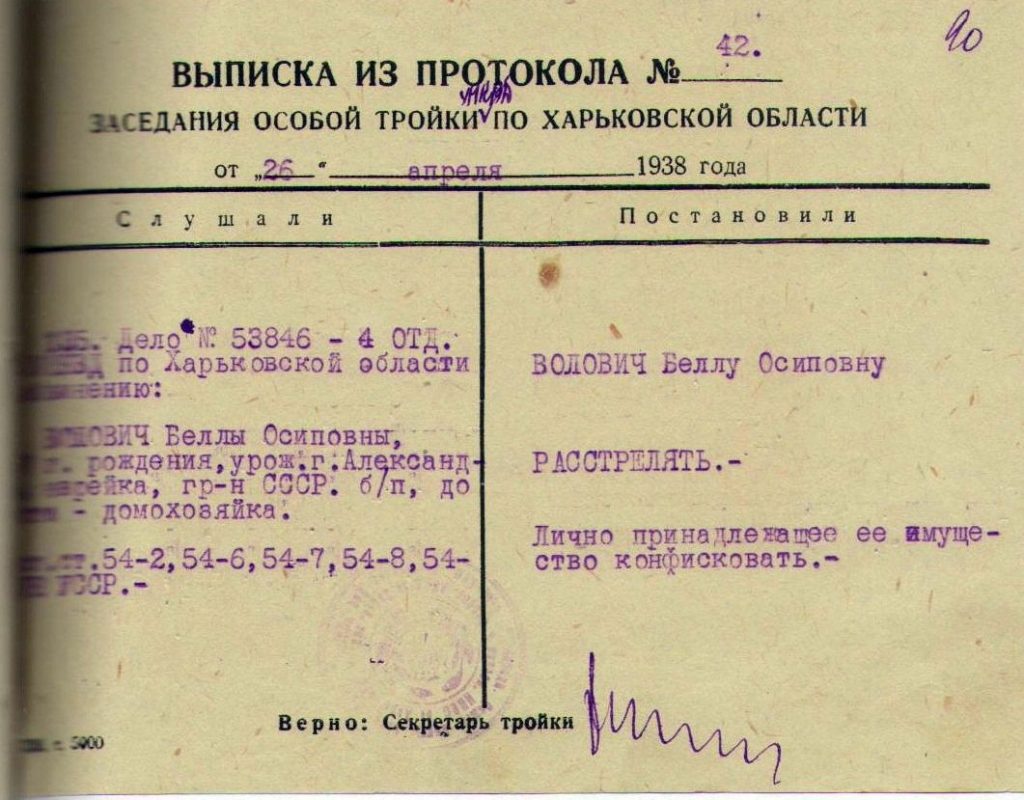 90
ВЫПИСКА ИЗ ПРОТОКОЛА № 42.
УНКВД
ЗАСЕДАНИЯ ОСОБОЙ ТРОЙКИ ПО ХАРЬКОВСКОЙ ОБЛАСТИ
от „26“ апреля 1938 года
Слушали
Постановили
Дело № 53846 - 4 ОТД.
по Харьковской области
ВОЛОВИЧ Беллы Осиповны,
рождения, урож.г.Александ-
гр-н СССР. б/п, до
- домохозяйка.
54-2, 54-6, 54-7, 54-8, 54-
УССР.-
ВОЛОВИЧ Беллу Осиповну
РАССТРЕЛЯТЬ.-
Лично принадлежащее ее имуще-
ство конфисковать.-
Верно: Секретарь тройки
т. 5000